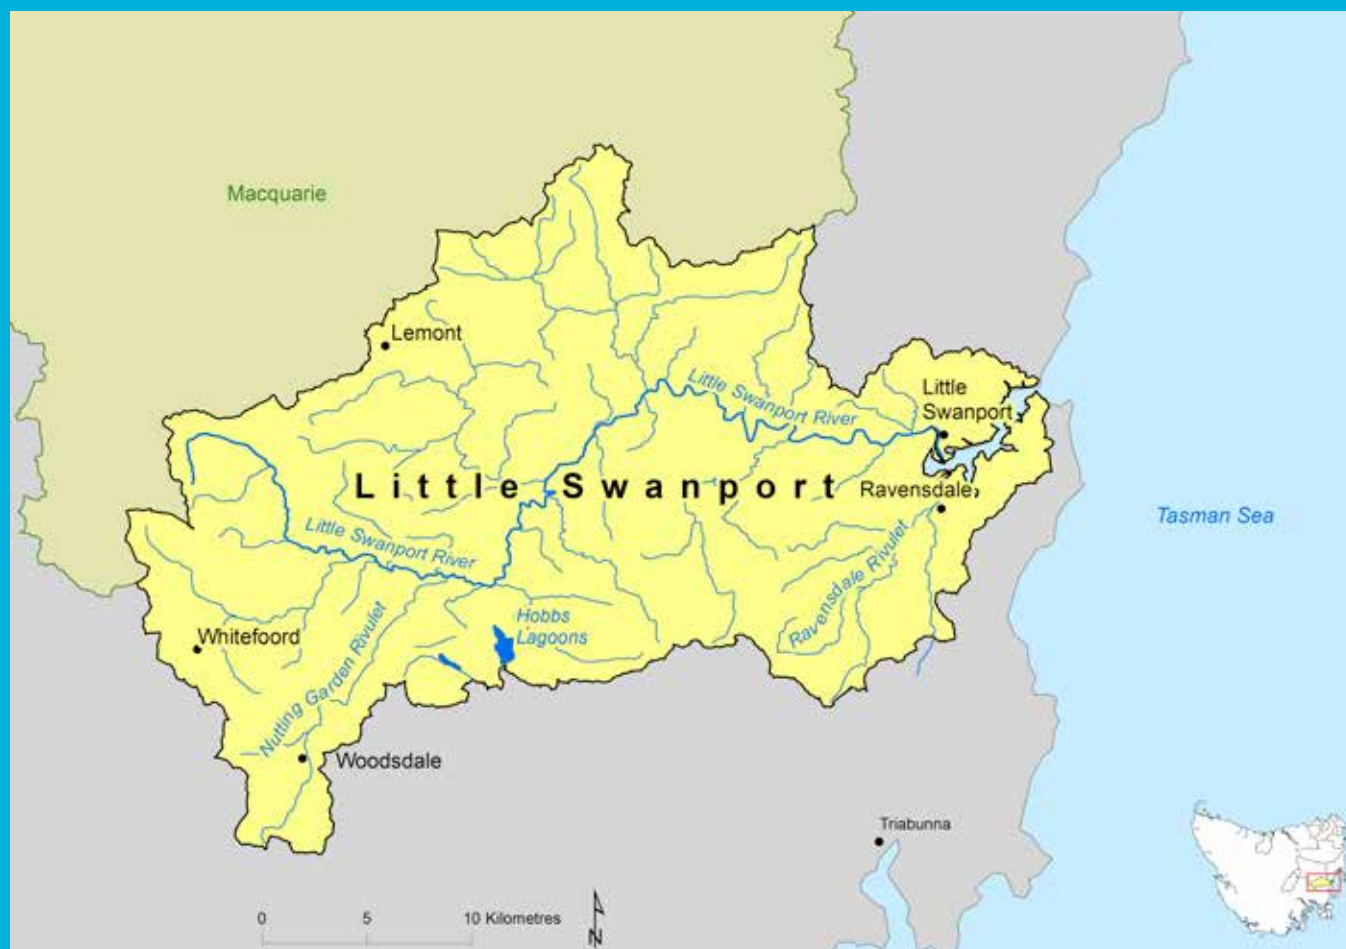 Macquarie
Lemont
Little Swanport River
Little
Swanport
Little Swanport
Ravensdale
Tasman Sea
Little Swanport River
Ravensdale Rivulet
Hobbs
Lagoons
Whitefoord
Nutting Garden Rivulet
Woodsdale
Triabunna
0 5 10 Kilometres
N